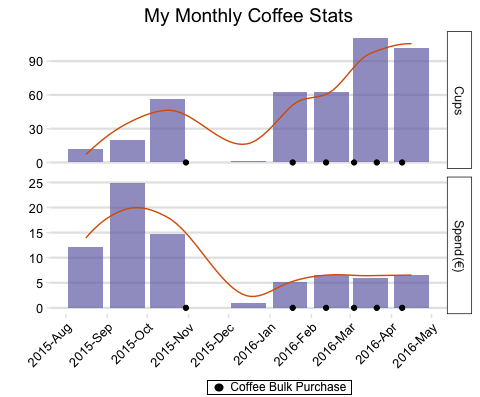 My Monthly Coffee Stats
90
60
30
0
Cups
25
20
15
10
5
0
Spend(€)
2015-Aug
2015-Sep
2015-Oct
2015-Nov
2015-Dec
2016-Jan
2016-Feb
2016-Mar
2016-Apr
2016-May
Coffee Bulk Purchase